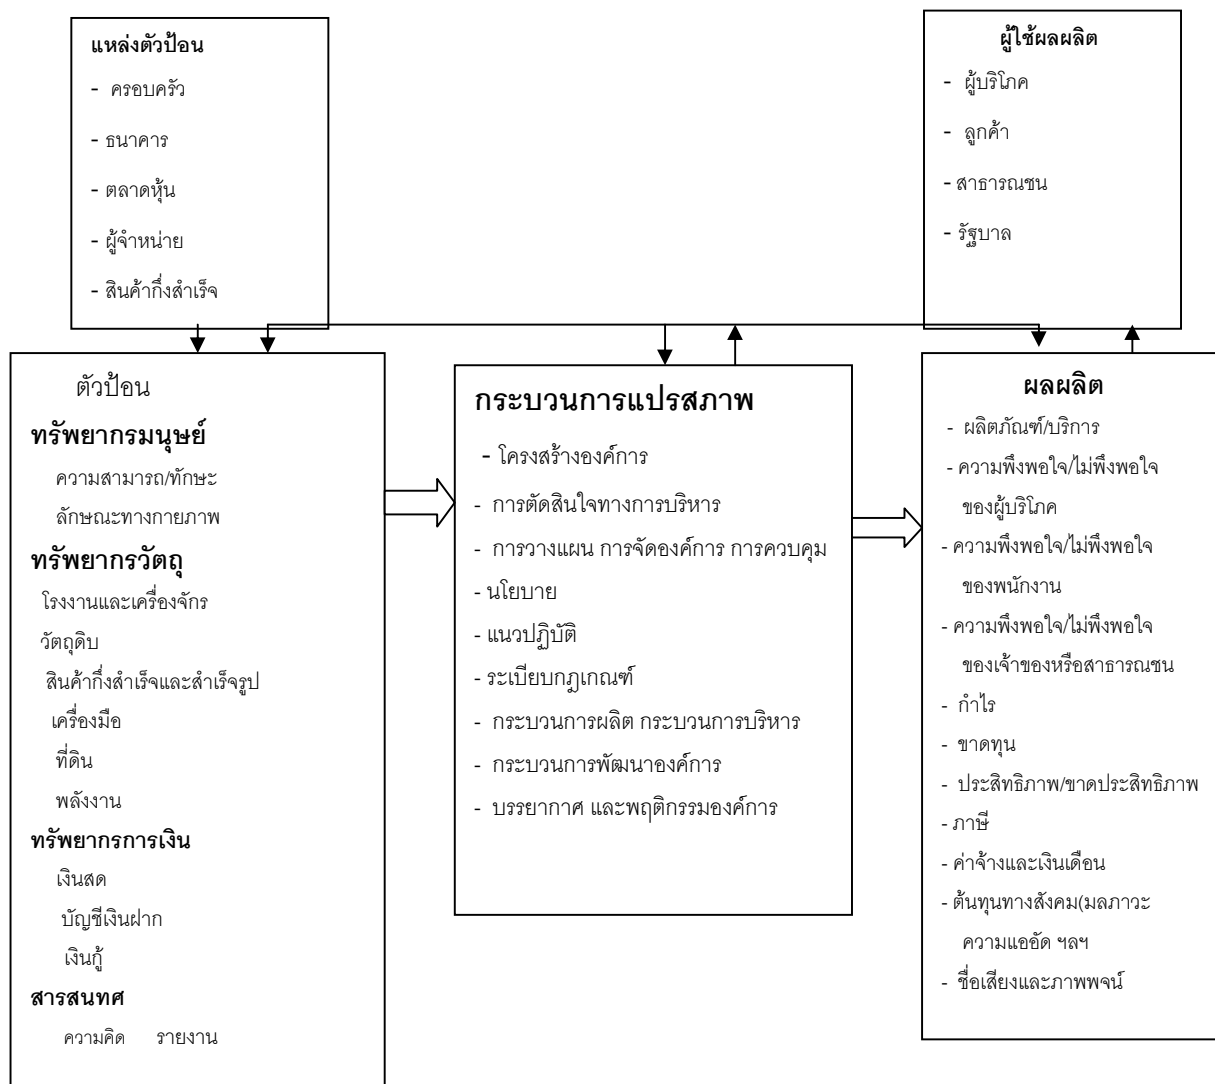 แหล่งตัวป้อน
- ครอบครัว
- ธนาคาร
- ตลาดหุ้น
- ผู้จำหน่าย
- สินค้ากึ่งสำเร็จ
ผู้ใช้ผลผลิต
- ผู้บริโภค
- ลูกค้า
- สาธารณชน
- รัฐบาล
ตัวป้อน
ทรัพยากรมนุษย์
ความสามารถ/ทักษะ
ลักษณะทางกายภาพ
ทรัพยากรวัตถุ
โรงงานและเครื่องจักร
วัตถุดิบ
สินค้ากึ่งสำเร็จและสำเร็จรูป
เครื่องมือ
ที่ดิน
พลังงาน
ทรัพยากรการเงิน
เงินสด
บัญชีเงินฝาก
เงินกู้
สารสนทศ
ความคิด รายงาน
กระบวนการแปรสภาพ
- โครงสร้างองค์การ
- การตัดสินใจทางการบริหาร
- การวางแผน การจัดองค์การ การควบคุม
- นโยบาย
- แนวปฏิบัติ
- ระเบียบกฎเกณฑ์
- กระบวนการผลิต กระบวนการบริหาร
- กระบวนการพัฒนาองค์การ
- บรรยากาศ และพฤติกรรมองค์การ
ผลผลิต
- ผลิตภัณฑ์/บริการ
- ความพึงพอใจ/ไม่พึงพอใจ
ของผู้บริโภค
- ความพึงพอใจ/ไม่พึงพอใจ
ของพนักงาน
- ความพึงพอใจ/ไม่พึงพอใจ
ของเจ้าของหรือสาธารณชน
- กำไร
- ขาดทุน
- ประสิทธิภาพ/ขาดประสิทธิภาพ
- ภาษี
- ค่าจ้างและเงินเดือน
- ต้นทุนทางสังคม(มลภาวะ
ความแออัด ฯลฯ
- ชื่อเสียงและภาพพจน์